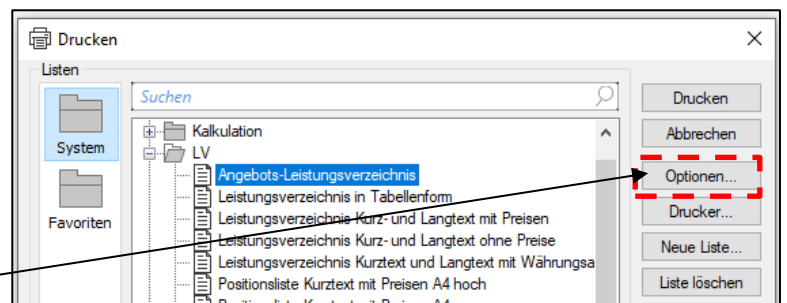 Drucken
Listen
Suchen
Drucken
Kalkulation
Abbrechen
System
LV
Angebots-Leistungsverzeichnis
Optionen...
Leistungsverzeichnis in Tabellenform
Favoriten
Leistungsverzeichnis Kurz- und Langtext mit Preisen
Drucker...
Leistungsverzeichnis Kurz- und Langtext ohne Preise
Neue Liste...
Leistungsverzeichnis Kurztext und Langtext mit Währungsa
Positionsliste Kurztext mit Preisen A4 hoch
Liste löschen